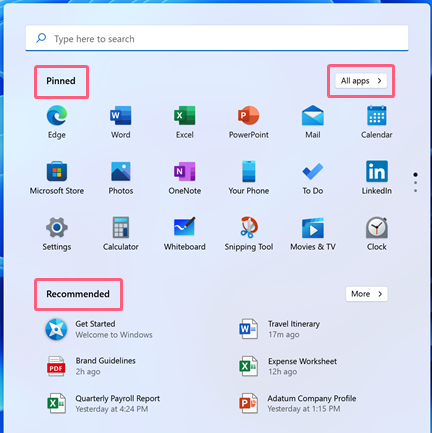 Type here to search
Pinned
All apps >
Edge Word Excel PowerPoint Mail Calendar
Microsoft Store Photos OneNote Your Phone To Do LinkedIn
Settings Calculator Whiteboard Snipping Tool Movies & TV Clock
Recommended
More >
Get Started
Welcome to Windows
Travel Itinerary
17m ago
Brand Guidelines
2h ago
Expense Worksheet
12h ago
Quarterly Payroll Report
Yesterday at 4:24 PM
Adatum Company Profile
Yesterday at 1:15 PM
PDF